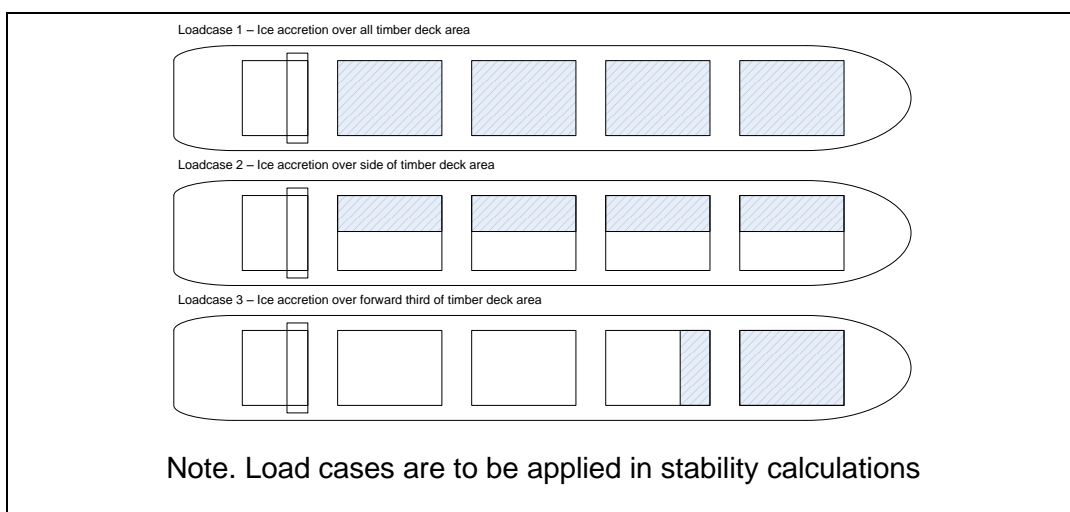 Loadcase 1 – Ice accretion over all timber deck area
Loadcase 2 – Ice accretion over side of timber deck area
Loadcase 3 – Ice accretion over forward third of timber deck area
Note. Load cases are to be applied in stability calculations